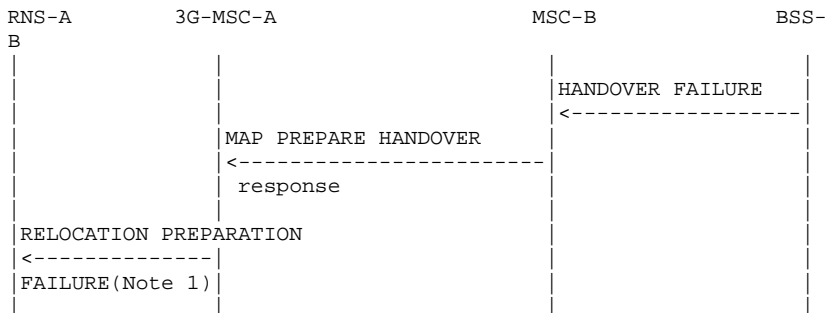 RNS-A 3G-MSC-A MSC-B BSS-
B
HANDOVER FAILURE
MAP PREPARE HANDOVER
response
RELOCATION PREPARATION
FAILURE(Note 1)